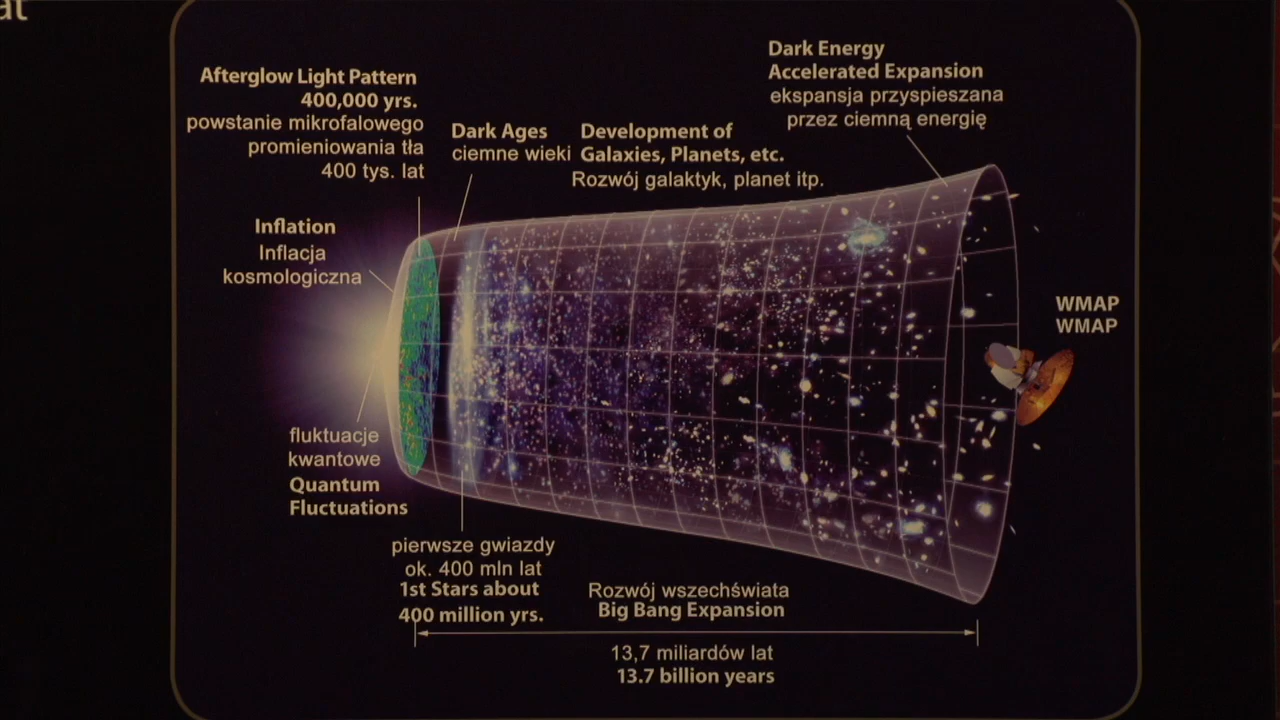 at
Dark Energy
Accelerated Expansion
ekspansja przyspieszana
przez ciemną energię
Afterglow Light Pattern
400,000 yrs.
powstanie mikrofalowego
promieniowania tła
400 tys. lat
Dark Ages
ciemne wieki
Development of
Galaxies, Planets, etc.
Rozwój galaktyk, planet itp.
Inflation
Inflacja
kosmologiczna
WMAP
WMAP
fluktuacje
kwantowe
Quantum
Fluctuations
pierwsze gwiazdy
ok. 400 mln lat
1st Stars about
400 million yrs.
Rozwój wszechświata
Big Bang Expansion
13,7 miliardów lat
13.7 billion years